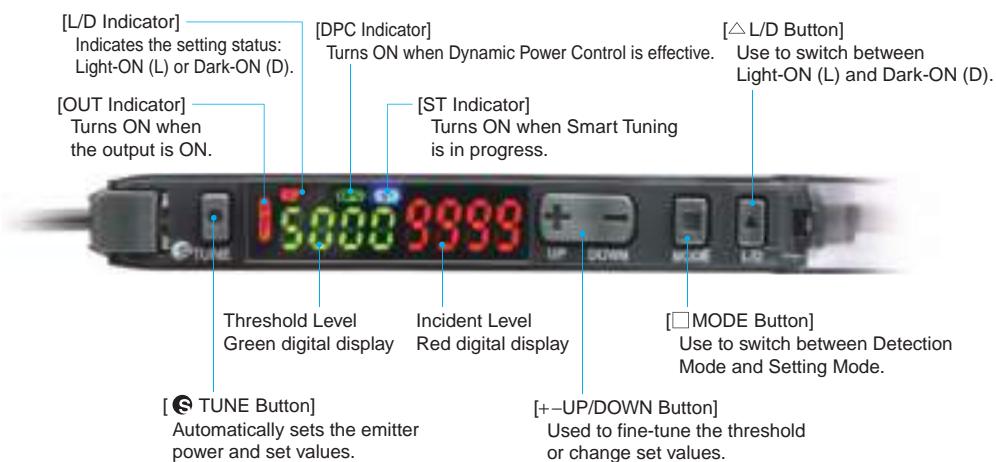 [L/D Indicator]
Indicates the setting status:
Light-ON (L) or Dark-ON (D).
[DPC Indicator]
Turns ON when Dynamic Power Control is effective.
[△ L/D Button]
Use to switch between
Light-ON (L) and Dark-ON (D).
[OUT Indicator]
Turns ON when
the output is ON.
[ST Indicator]
Turns ON when Smart Tuning
is in progress.
5000 9999
S TUNE
+ −
UP DOWN
MODE
L/D
Threshold Level
Green digital display
Incident Level
Red digital display
[□ MODE Button]
Use to switch between Detection
Mode and Setting Mode.
[ S TUNE Button]
Automatically sets the emitter
power and set values.
[+−UP/DOWN Button]
Used to fine-tune the threshold
or change set values.